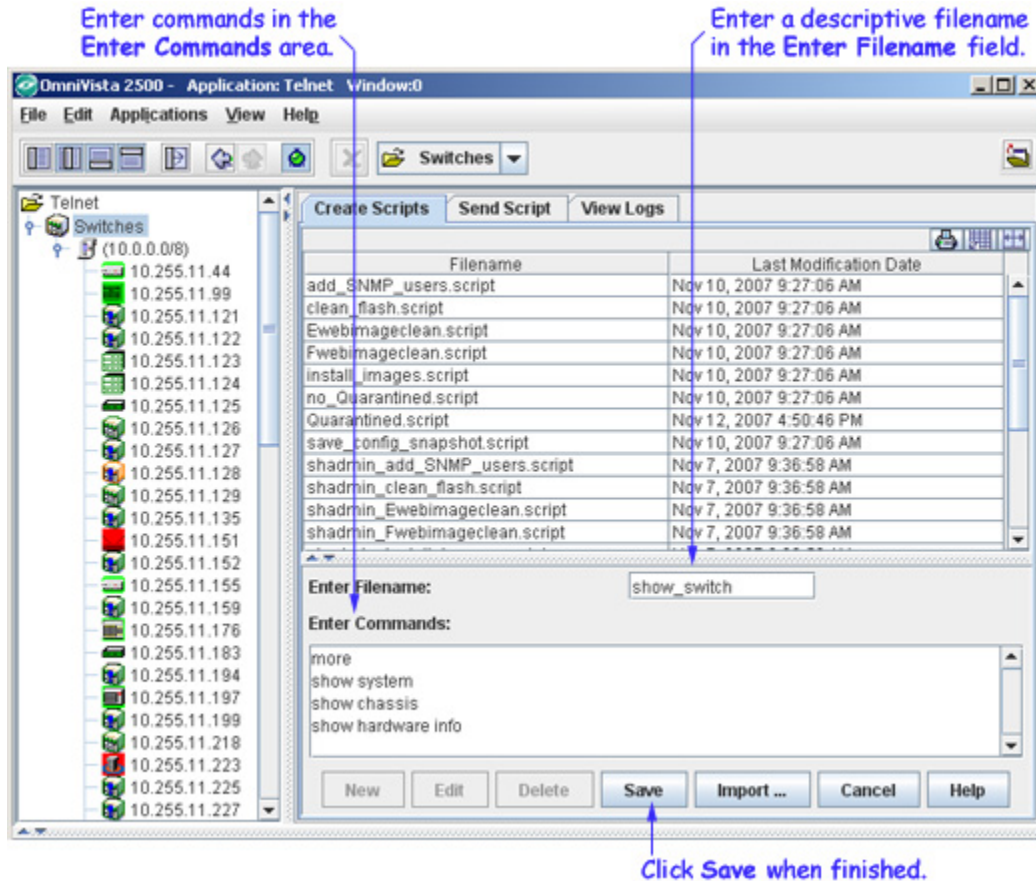 Enter commands in the
Enter Commands area.
Enter a descriptive filename
in the Enter Filename field.
OmniVista 2500 - Application: Telnet Window:0
File Edit Applications View Help
Switches
Telnet
Switches
(10.0.0.0/8)
10.255.11.44
10.255.11.99
10.255.11.121
10.255.11.122
10.255.11.123
10.255.11.124
10.255.11.125
10.255.11.126
10.255.11.127
10.255.11.128
10.255.11.129
10.255.11.135
10.255.11.151
10.255.11.152
10.255.11.155
10.255.11.159
10.255.11.176
10.255.11.183
10.255.11.194
10.255.11.197
10.255.11.199
10.255.11.218
10.255.11.223
10.255.11.225
10.255.11.227
Create Scripts Send Script View Logs
Filename Last Modification Date
add_SNMP_users.script Nov 10, 2007 9:27:06 AM
clean_flash.script Nov 10, 2007 9:27:06 AM
Ewebimageclean.script Nov 10, 2007 9:27:06 AM
Fwebimageclean.script Nov 10, 2007 9:27:06 AM
install_images.script Nov 10, 2007 9:27:06 AM
no_Quarantined.script Nov 10, 2007 9:27:06 AM
Quarantined.script Nov 12, 2007 4:50:46 PM
save_config_snapshot.script Nov 10, 2007 9:27:06 AM
shadmin_add_SNMP_users.script Nov 7, 2007 9:36:58 AM
shadmin_clean_flash.script Nov 7, 2007 9:36:58 AM
shadmin_Ewebimageclean.script Nov 7, 2007 9:36:58 AM
shadmin_Fwebimageclean.script Nov 7, 2007 9:36:58 AM
Enter Filename: show_switch
Enter Commands:
more
show system
show chassis
show hardware info
New Edit Delete Save Import ... Cancel Help
Click Save when finished.